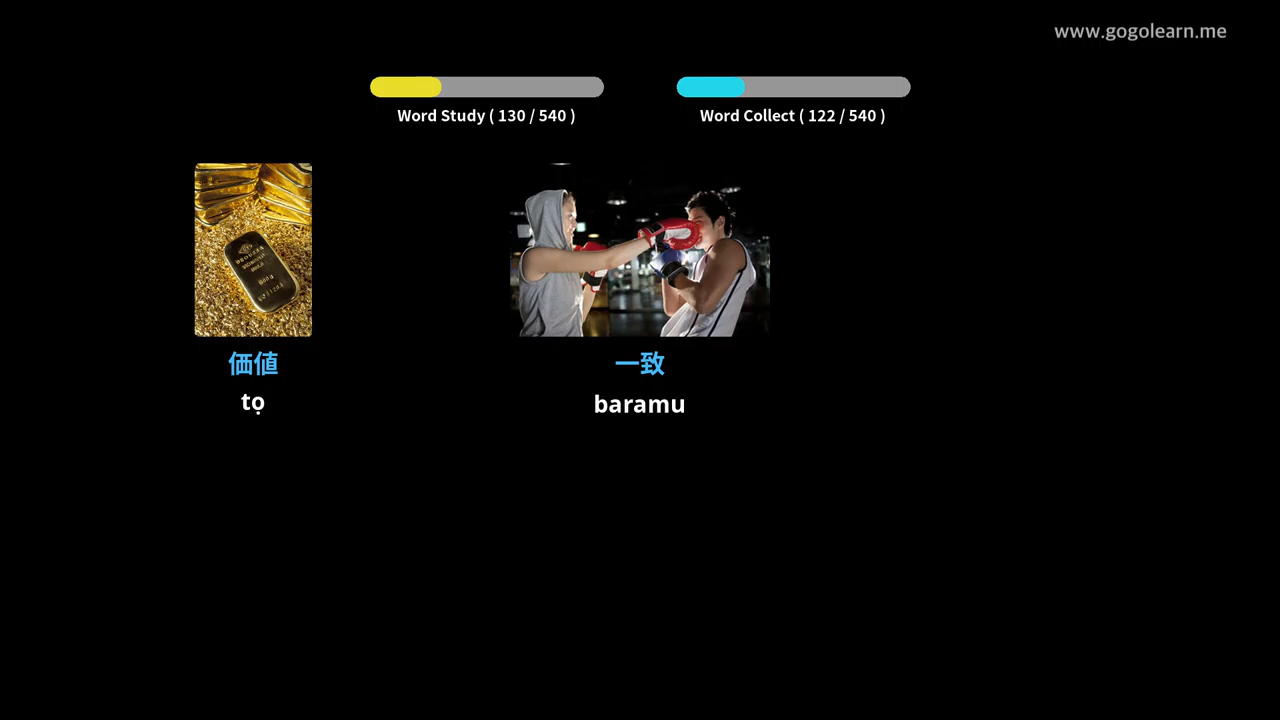 www.gogolearn.me
Word Study ( 130 / 540 )
Word Collect ( 122 / 540 )
価値
tọ
一致
baramu